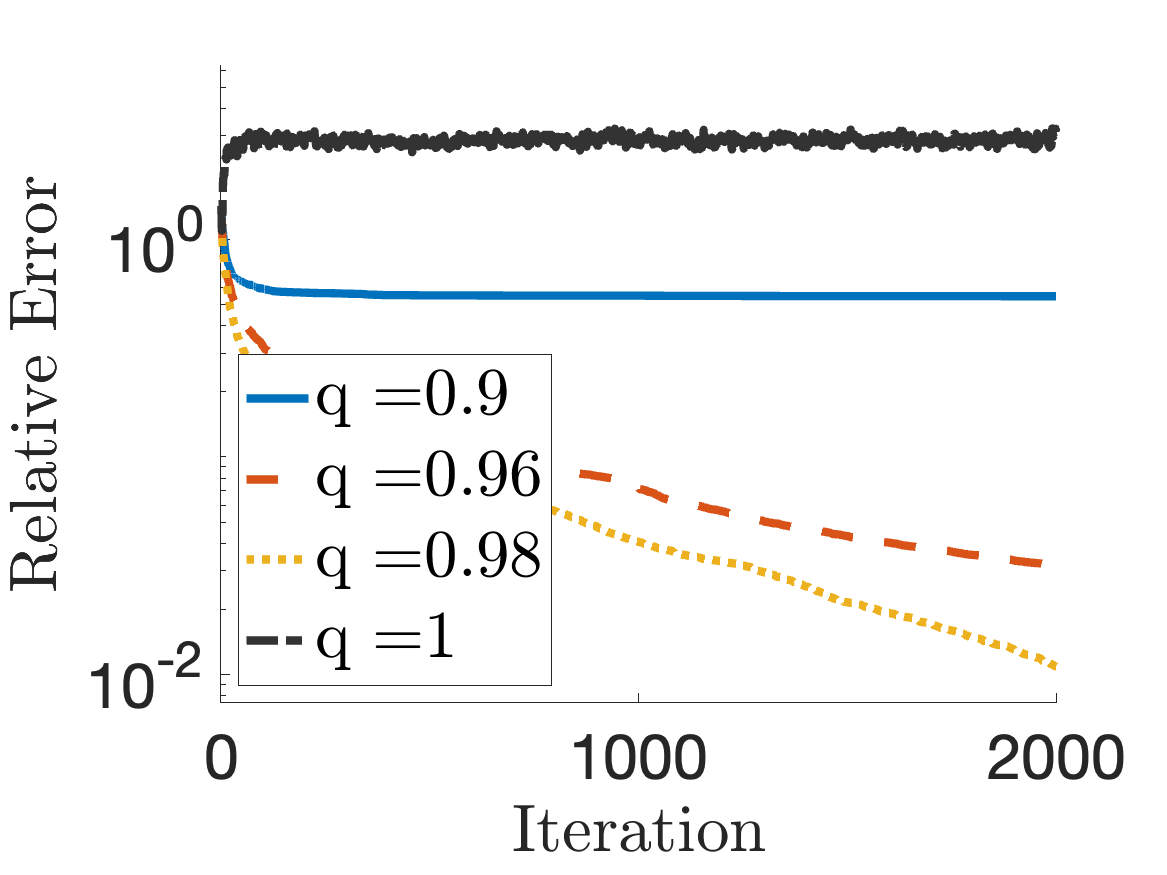 Relative Error
10^0
10^-2
q =0.9
q =0.96
q =0.98
q =1
0 1000 2000
Iteration